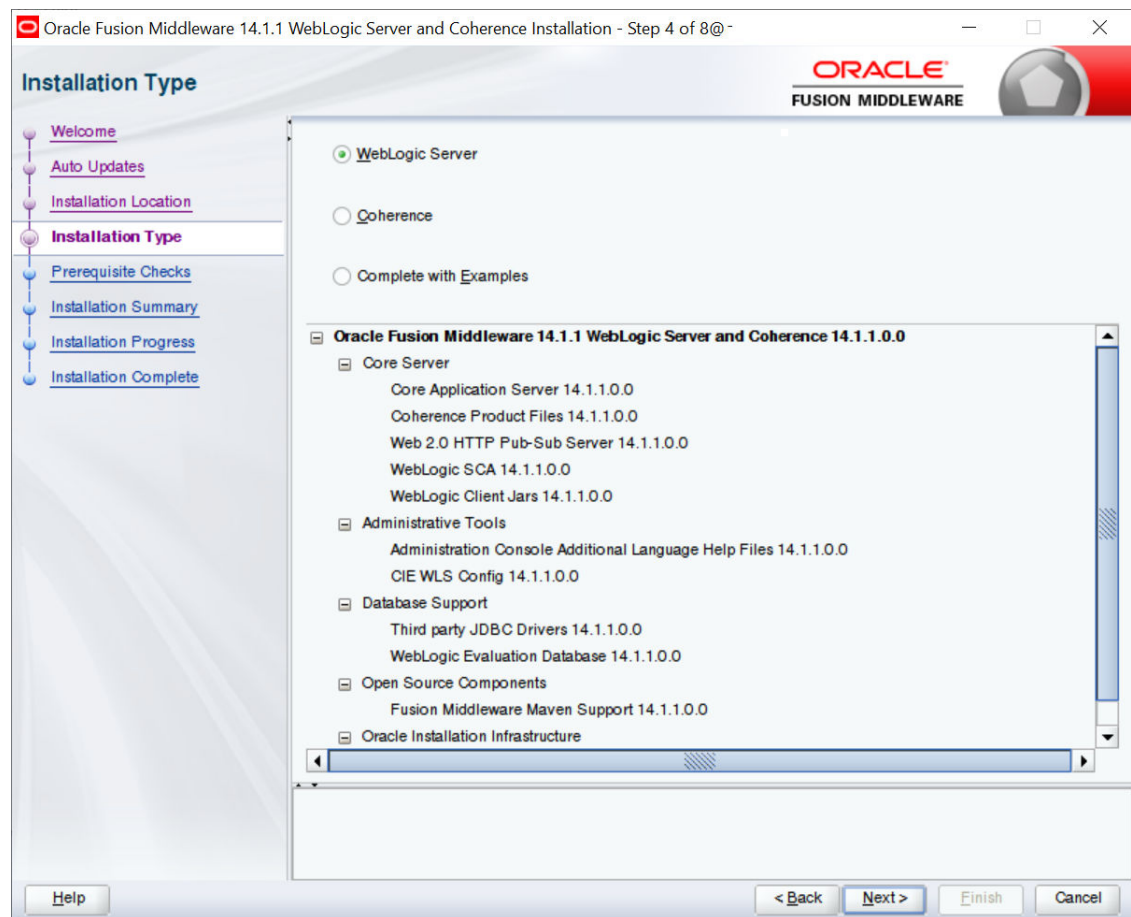 Oracle Fusion Middleware 14.1.1 WebLogic Server and Coherence Installation - Step 4 of 8@
Installation Type
ORACLE
FUSION MIDDLEWARE
Welcome
Auto Updates
Installation Location
Installation Type
Prerequisite Checks
Installation Summary
Installation Progress
Installation Complete
WebLogic Server
Coherence
Complete with Examples
Oracle Fusion Middleware 14.1.1 WebLogic Server and Coherence 14.1.1.0.0
Core Server
Core Application Server 14.1.1.0.0
Coherence Product Files 14.1.1.0.0
Web 2.0 HTTP Pub-Sub Server 14.1.1.0.0
WebLogic SCA 14.1.1.0.0
WebLogic Client Jars 14.1.1.0.0
Administrative Tools
Administration Console Additional Language Help Files 14.1.1.0.0
CIE WLS Config 14.1.1.0.0
Database Support
Third party JDBC Drivers 14.1.1.0.0
WebLogic Evaluation Database 14.1.1.0.0
Open Source Components
Fusion Middleware Maven Support 14.1.1.0.0
Oracle Installation Infrastructure
Help
< Back
Next >
Finish
Cancel